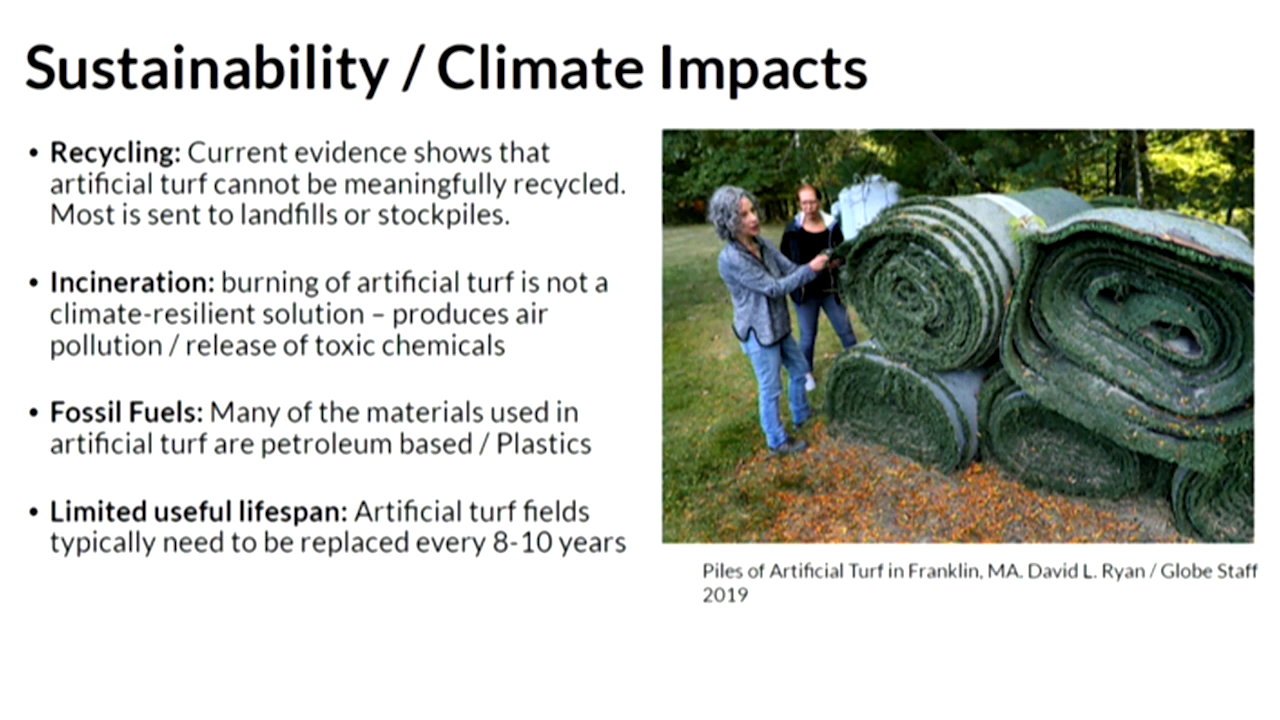 Sustainability / Climate Impacts
• Recycling: Current evidence shows that
artificial turf cannot be meaningfully recycled.
Most is sent to landfills or stockpiles.
• Incineration: burning of artificial turf is not a
climate-resilient solution – produces air
pollution / release of toxic chemicals
• Fossil Fuels: Many of the materials used in
artificial turf are petroleum based / Plastics
• Limited useful lifespan: Artificial turf fields
typically need to be replaced every 8-10 years
Piles of Artificial Turf in Franklin, MA. David L. Ryan / Globe Staff
2019